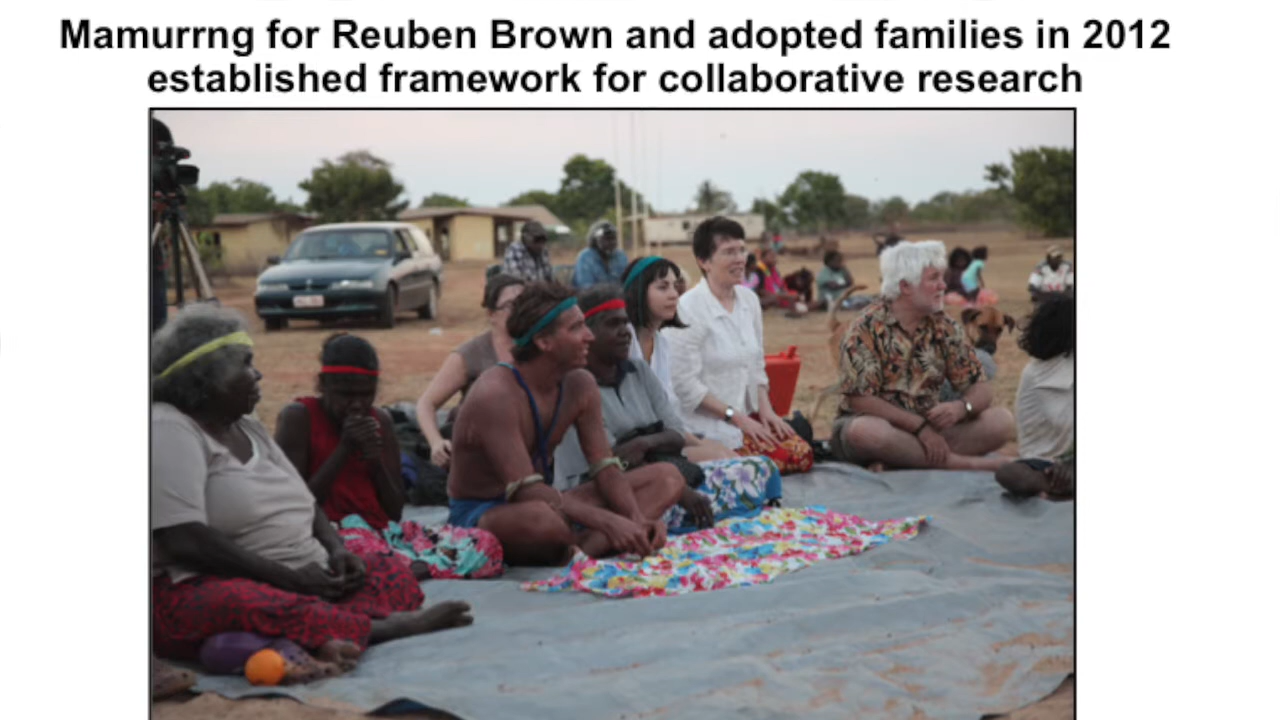 Mamurrng for Reuben Brown and adopted families in 2012
established framework for collaborative research